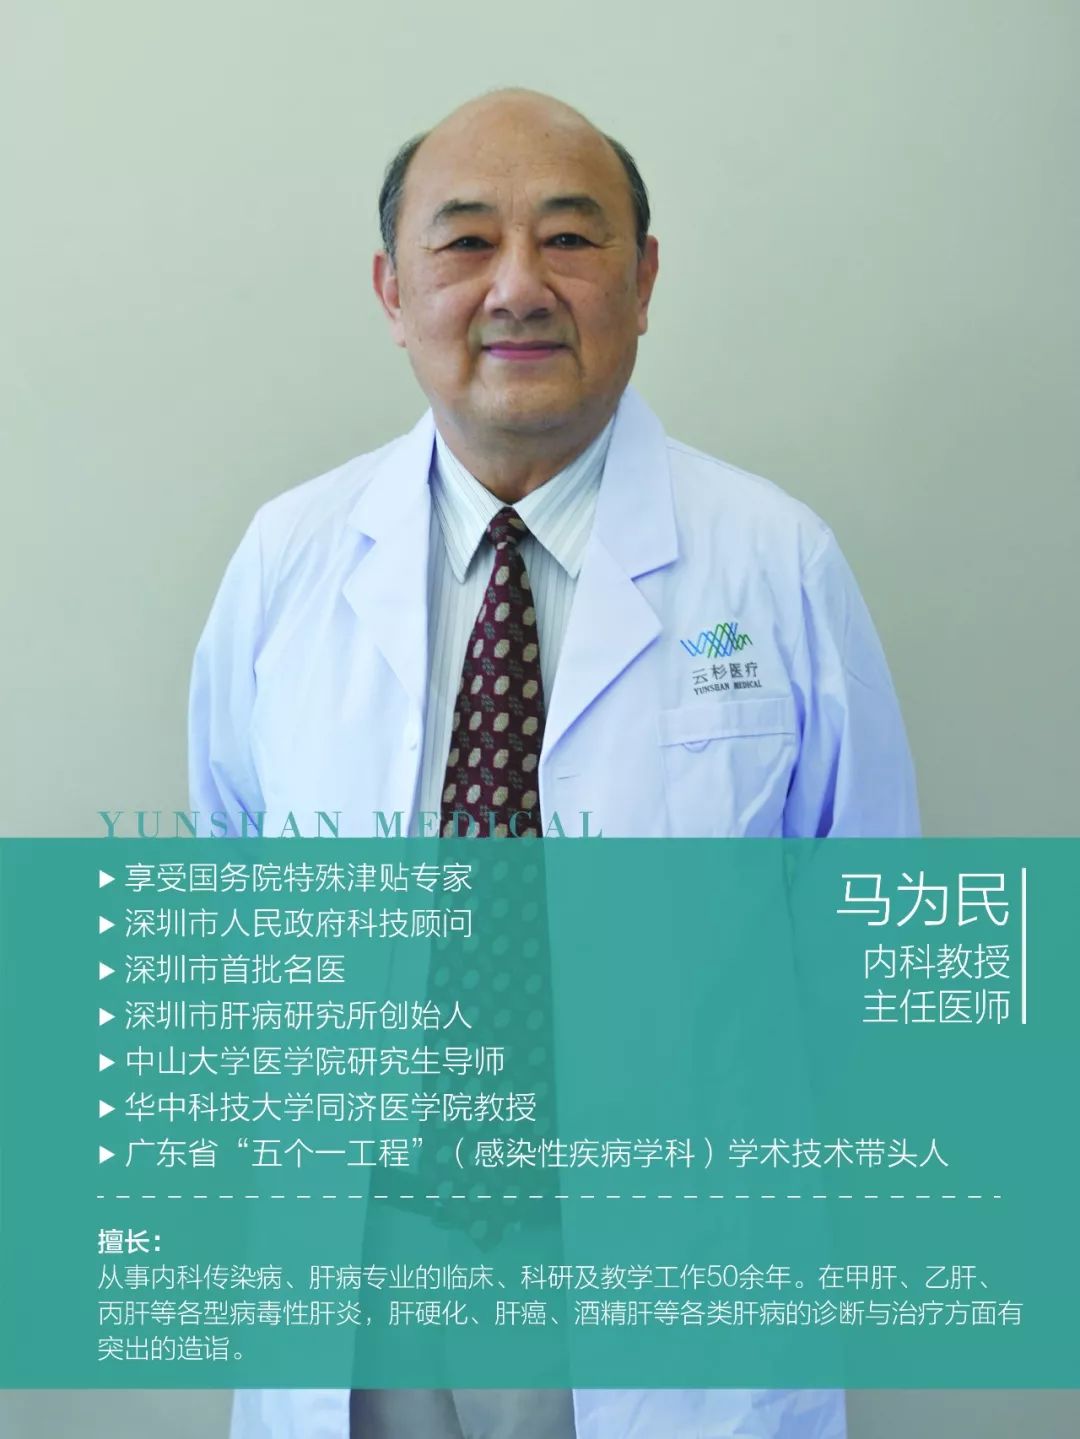 云杉医疗
YUNSHAN MEDICAL
YUNSHAN MEDICAL
▶ 享受国务院特殊津贴专家
▶ 深圳市人民政府科技顾问
▶ 深圳市首批名医
▶ 深圳市肝病研究所创始人
▶ 中山大学医学院研究生导师
▶ 华中科技大学同济医学院教授
▶ 广东省“五个一工程”（感染性疾病学科）学术技术带头人
马为民
内科教授
主任医师
擅长：
从事内科传染病、肝病专业的临床、科研及教学工作50余年。在甲肝、乙肝、
丙肝等各型病毒性肝炎，肝硬化、肝癌、酒精肝等各类肝病的诊断与治疗方面有
突出的造诣。